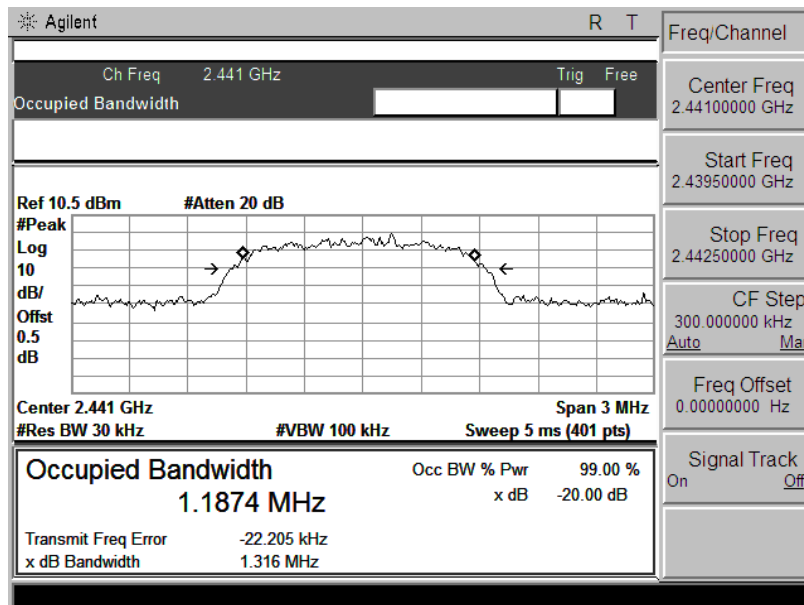 Agilent R T
Ch Freq 2.441 GHz Trig Free
Occupied Bandwidth
Ref 10.5 dBm #Atten 20 dB
#Peak
Log
10
dB/
Offst
0.5
dB
Center 2.441 GHz Span 3 MHz
#Res BW 30 kHz #VBW 100 kHz Sweep 5 ms (401 pts)
Occupied Bandwidth
1.1874 MHz
Occ BW % Pwr 99.00 %
x dB -20.00 dB
Transmit Freq Error -22.205 kHz
x dB Bandwidth 1.316 MHz
Freq/Channel
Center Freq
2.44100000 GHz
Start Freq
2.43950000 GHz
Stop Freq
2.44250000 GHz
CF Step
300.000000 kHz
Auto Ma
Freq Offset
0.00000000 Hz
Signal Track
On Off